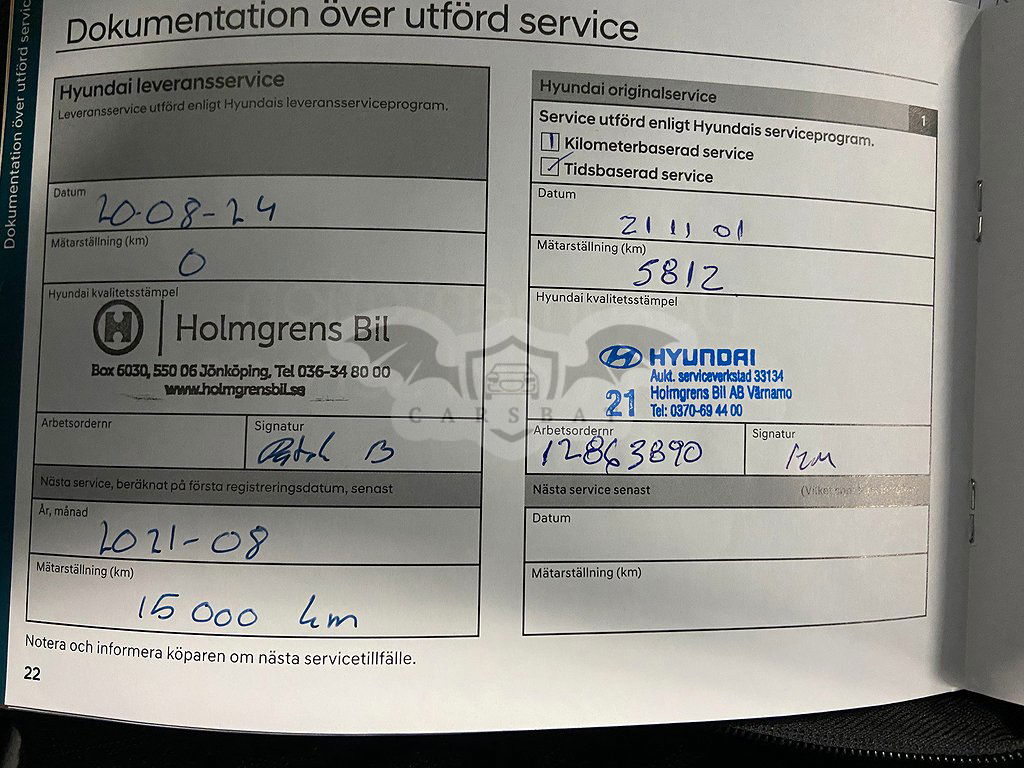 Dokumentation över utförd service
Dokumentation över utförd service
Hyundai leveransservice
Leveransservice utförd enligt Hyundais leveransserviceprogram.
Datum
20-08-24
Mätarställning (km)
0
Hyundai kvalitetsstämpel
Holmgrens Bil
Box 6030, 550 06 Jönköping, Tel 036-34 80 00
www.holmgrensbil.se
Arbetsordernr
Signatur
B
Nästa service, beräknat på första registreringsdatum, senast
År, månad
2021-08
Mätarställning (km)
15 000 km
Notera och informera köparen om nästa servicetillfälle.
22
Hyundai originalservice
1
Service utförd enligt Hyundais serviceprogram.
Kilometerbaserad service
Tidsbaserad service
Datum
21 11 01
Mätarställning (km)
5812
Hyundai kvalitetsstämpel
HYUNDAI
Aukt. serviceverkstad 33134
21 Holmgrens Bil AB Värnamo
Tel: 0370-69 44 00
Arbetsordernr
12863890
Signatur
Nästa service senast
Datum
Mätarställning (km)
CARSBAT